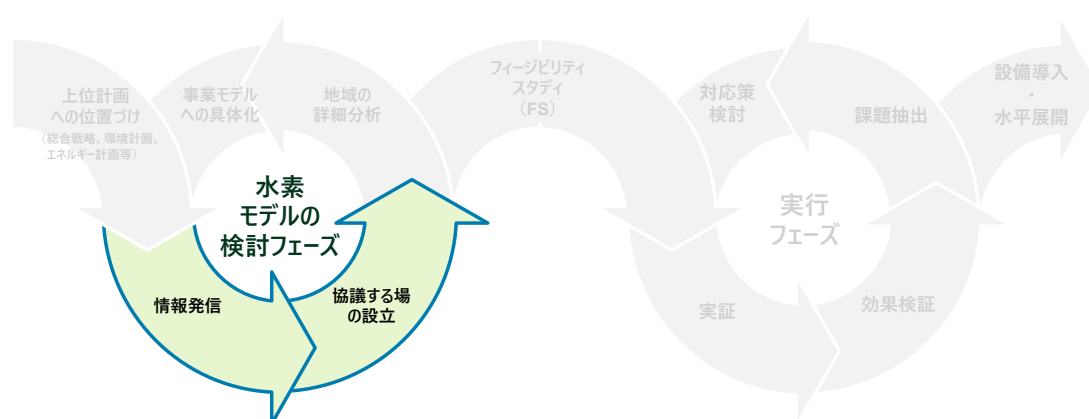 上位計画
への位置づけ
（総合戦略、環境計画、
エネルギー計画等）
事業モデル
への具体化
地域の
詳細分析
フィージビリティ
スタディ
（FS）
対応策
検討
課題抽出
設備導入
・
水平展開
水素
モデルの
検討フェーズ
情報発信
協議する場
の設立
実行
フェーズ
実証
効果検証